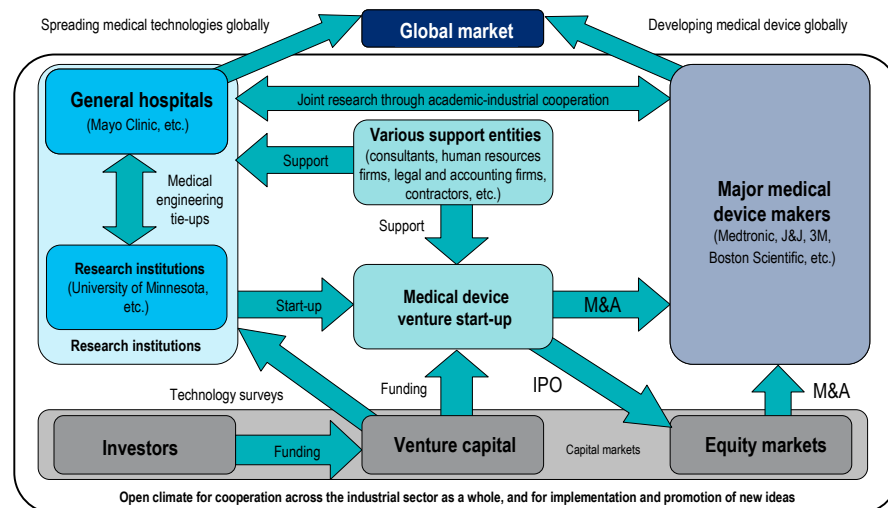 Spreading medical technologies globally
Global market
Developing medical device globally
General hospitals
(Mayo Clinic, etc.)
Joint research through academic-industrial cooperation
Various support entities
(consultants, human resources
firms, legal and accounting firms,
contractors, etc.)
Support
Medical
engineering
tie-ups
Support
Major medical
device makers
(Medtronic, J&J, 3M,
Boston Scientific, etc.)
Research institutions
(University of Minnesota,
etc.)
Research institutions
Start-up
Medical device
venture start-up
M&A
Technology surveys
Funding
IPO
M&A
Investors
Funding
Venture capital
Capital markets
Equity markets
Open climate for cooperation across the industrial sector as a whole, and for implementation and promotion of new ideas